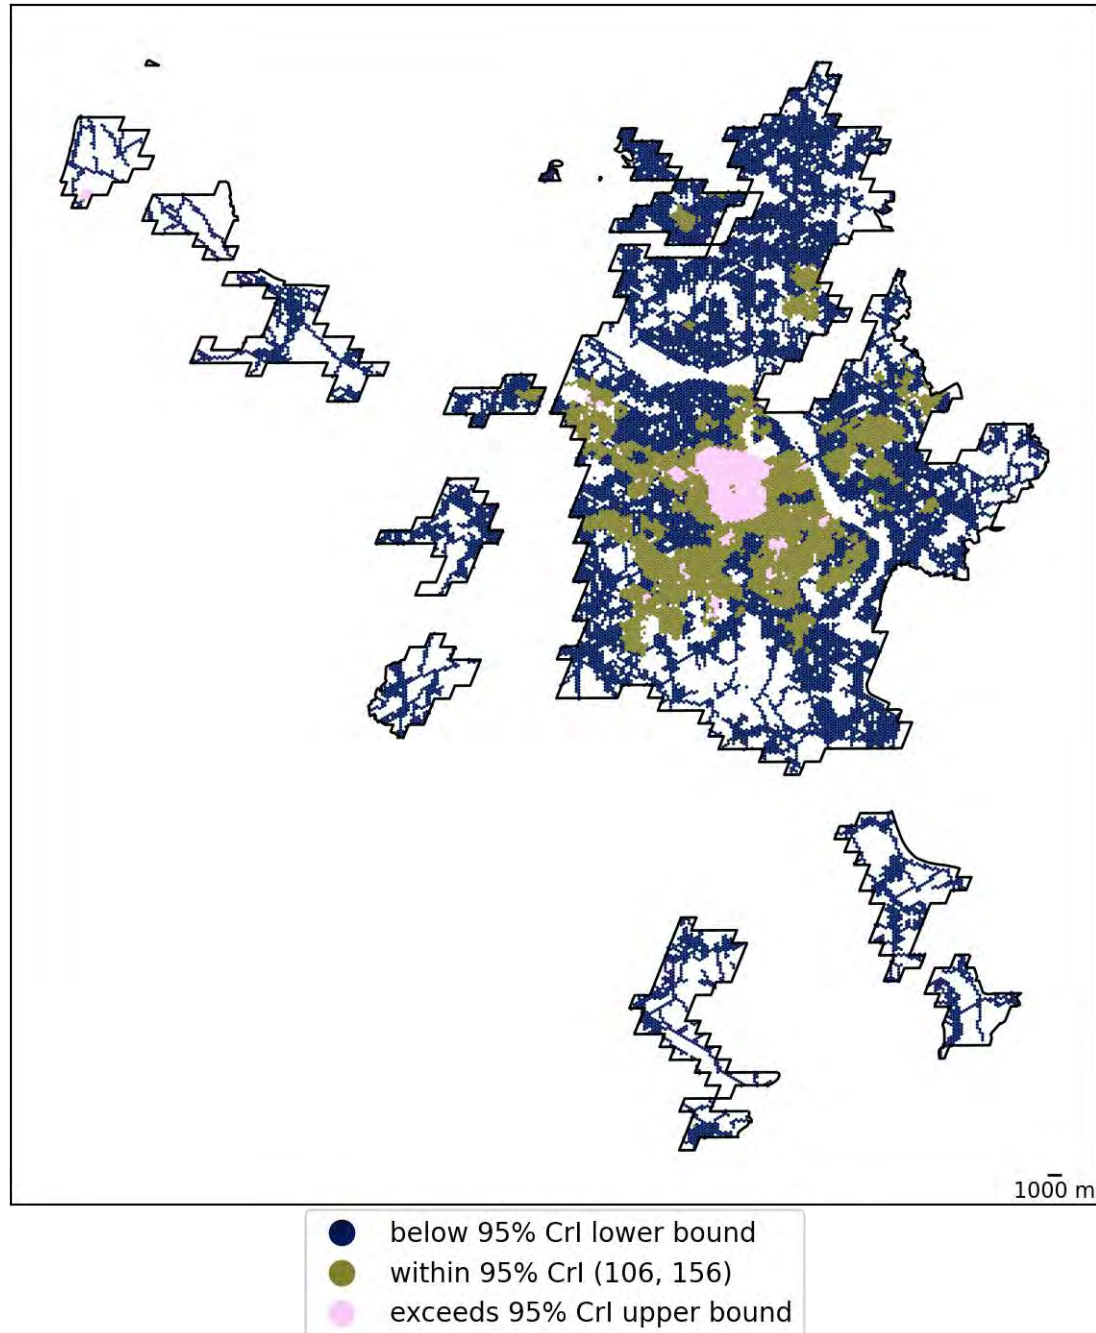 1000 m
below 95% CrI lower bound
within 95% CrI (106, 156)
exceeds 95% CrI upper bound